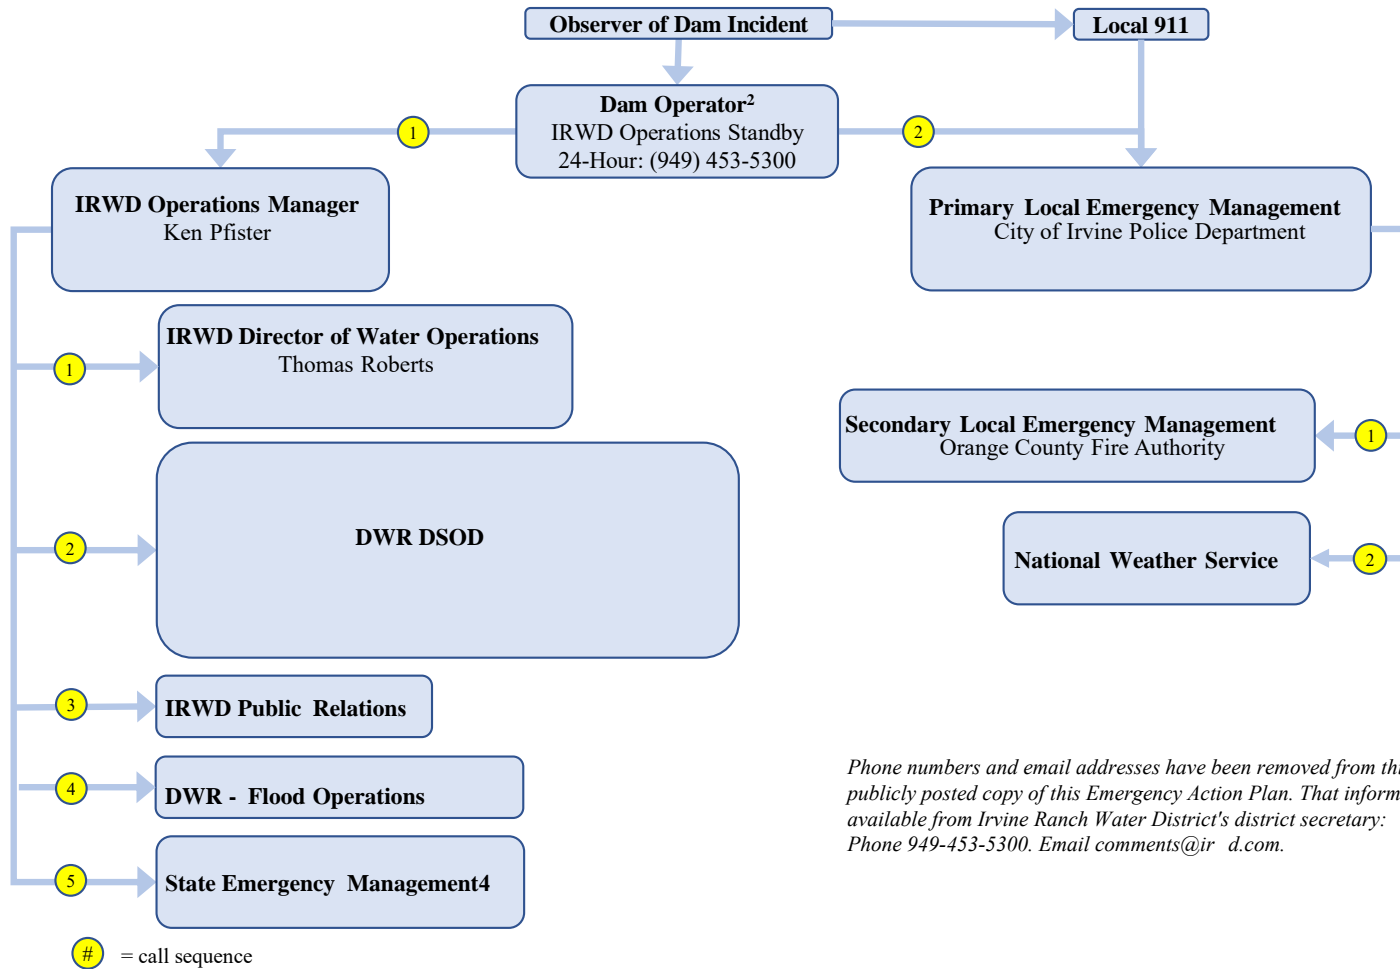 Observer of Dam Incident
Local 911
Dam Operator²
IRWD Operations Standby
24-Hour: (949) 453-5300
1
2
IRWD Operations Manager
Ken Pfister
Primary Local Emergency Management
City of Irvine Police Department
IRWD Director of Water Operations
Thomas Roberts
1
Secondary Local Emergency Management
Orange County Fire Authority
1
DWR DSOD
2
National Weather Service
2
IRWD Public Relations
3
DWR - Flood Operations
4
State Emergency Management4
5
Phone numbers and email addresses have been removed from
publicly posted copy of this Emergency Action Plan. That
available from Irvine Ranch Water District's district secretary:
Phone 949-453-5300. Email comments@ir d.com.
# = call sequence